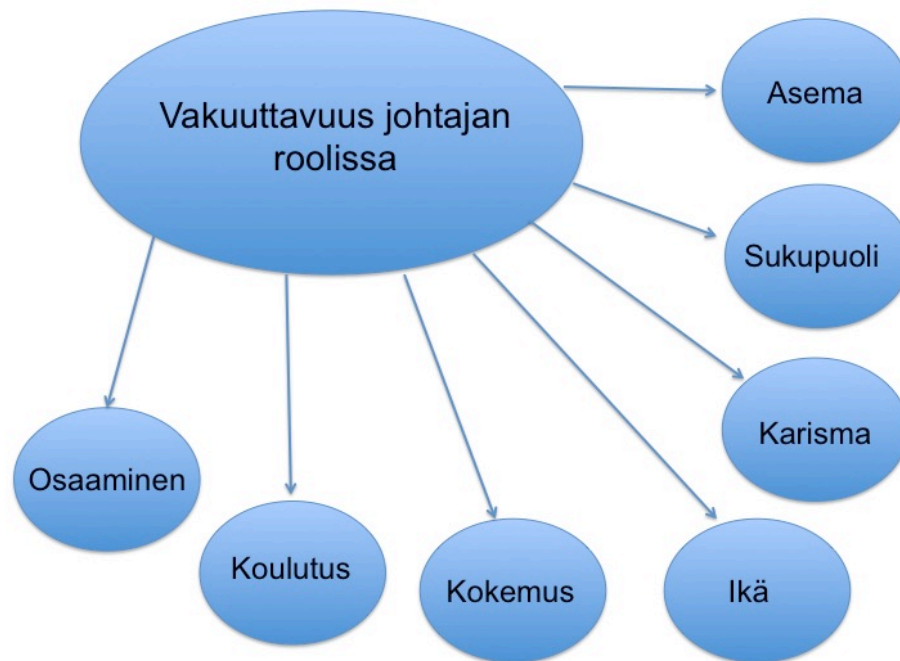 Vakuuttavuus johtajan
roolissa
Asema
Sukupuoli
Karisma
Ikä
Kokemus
Koulutus
Osaaminen